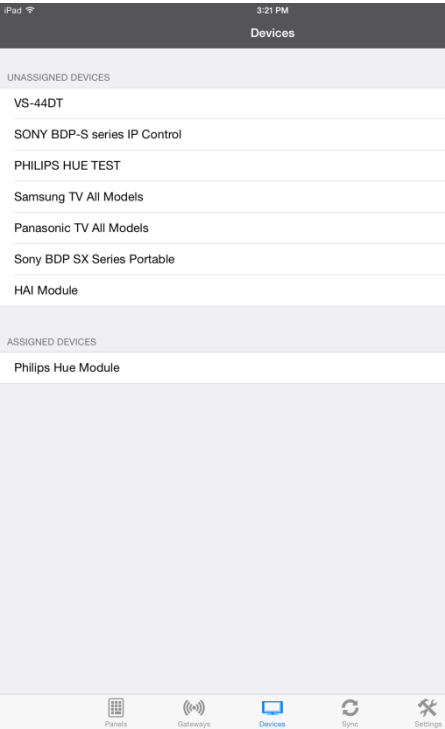 iPad 3:21 PM
Devices
UNASSIGNED DEVICES
VS-44DT
SONY BDP-S series IP Control
PHILIPS HUE TEST
Samsung TV All Models
Panasonic TV All Models
Sony BDP SX Series Portable
HAI Module
ASSIGNED DEVICES
Philips Hue Module
Panels Gateways Devices Sync Settings